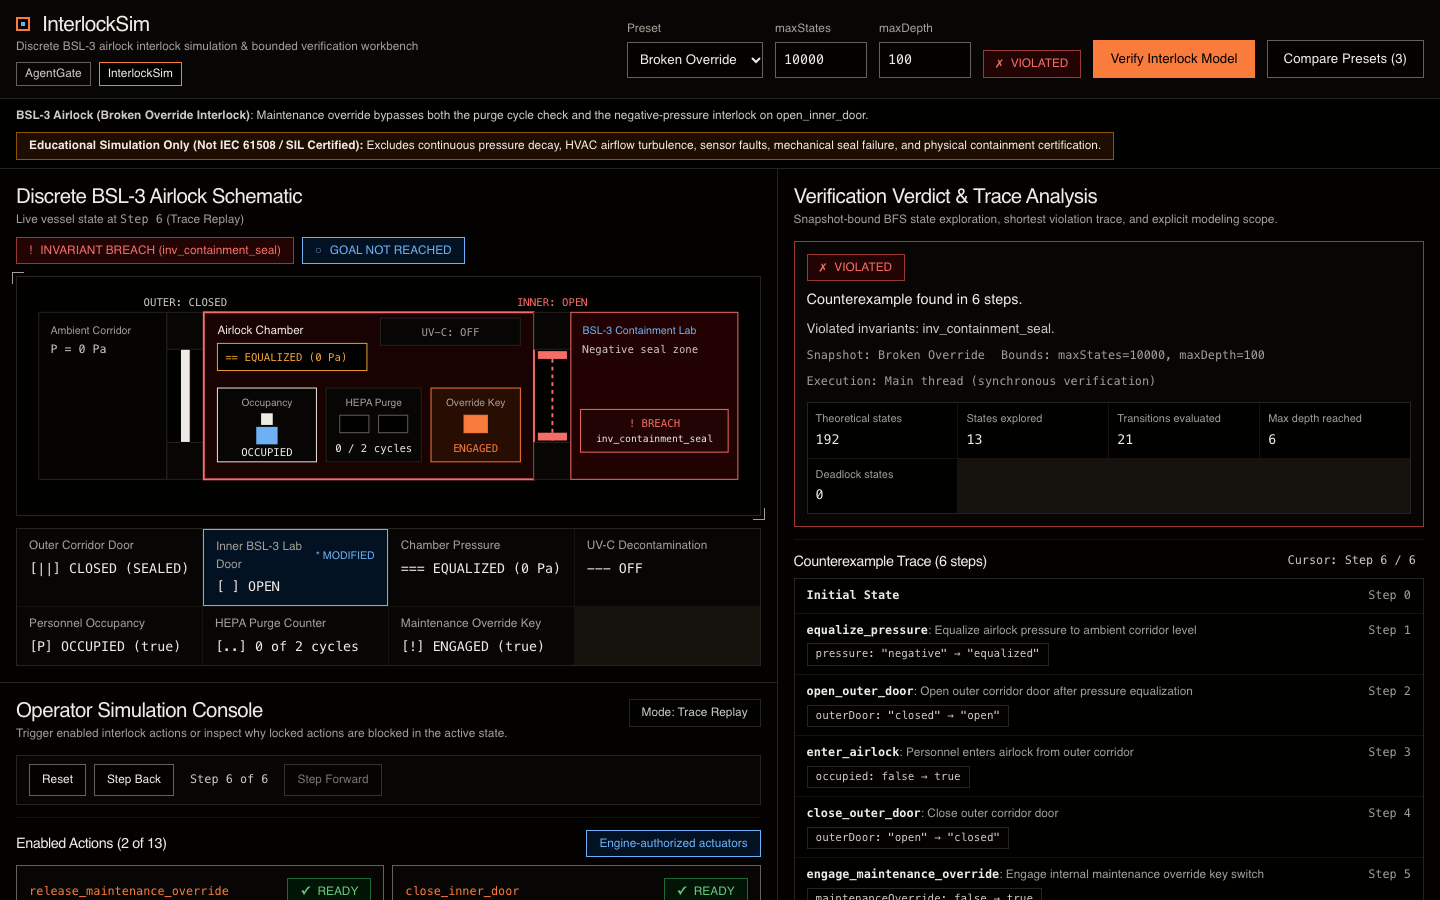 InterlockSim
Discrete BSL-3 airlock interlock simulation & bounded verification workbench
AgentGate
InterlockSim
Preset
Broken Override
maxStates
10000
maxDepth
100
✗ VIOLATED
Verify Interlock Model
Compare Presets (3)
BSL-3 Airlock (Broken Override Interlock): Maintenance override bypasses both the purge cycle check and the negative-pressure interlock on open_inner_door.
Educational Simulation Only (Not IEC 61508 / SIL Certified): Excludes continuous pressure decay, HVAC airflow turbulence, sensor faults, mechanical seal failure, and physical containment certification.
Discrete BSL-3 Airlock Schematic
Live vessel state at Step 6 (Trace Replay)
! INVARIANT BREACH (inv_containment_seal)
○ GOAL NOT REACHED
OUTER: CLOSED
INNER: OPEN
Ambient Corridor
P = 0 Pa
Airlock Chamber
UV-C: OFF
== EQUALIZED (0 Pa)
Occupancy
OCCUPIED
HEPA Purge
0 / 2 cycles
Override Key
ENGAGED
BSL-3 Containment Lab
Negative seal zone
! BREACH
inv_containment_seal
Outer Corridor Door
[||] CLOSED (SEALED)
Inner BSL-3 Lab Door
* MODIFIED
[ ] OPEN
Chamber Pressure
=== EQUALIZED (0 Pa)
UV-C Decontamination
--- OFF
Personnel Occupancy
[P] OCCUPIED (true)
HEPA Purge Counter
[..] 0 of 2 cycles
Maintenance Override Key
[!] ENGAGED (true)
Operator Simulation Console
Trigger enabled interlock actions or inspect why locked actions are blocked in the active state.
Mode: Trace Replay
Reset
Step Back
Step 6 of 6
Step Forward
Enabled Actions (2 of 13)
Engine-authorized actuators
release_maintenance_override
✓ READY
close_inner_door
✓ READY
Verification Verdict & Trace Analysis
Snapshot-bound BFS state exploration, shortest violation trace, and explicit modeling scope.
✗ VIOLATED
Counterexample found in 6 steps.
Violated invariants: inv_containment_seal.
Snapshot: Broken Override Bounds: maxStates=10000, maxDepth=100
Execution: Main thread (synchronous verification)
Theoretical states
192
States explored
13
Transitions evaluated
21
Max depth reached
6
Deadlock states
0
Counterexample Trace (6 steps)
Cursor: Step 6 / 6
Initial State
Step 0
equalize_pressure: Equalize airlock pressure to ambient corridor level
Step 1
pressure: "negative" → "equalized"
open_outer_door: Open outer corridor door after pressure equalization
Step 2
outerDoor: "closed" → "open"
enter_airlock: Personnel enters airlock from outer corridor
Step 3
occupied: false → true
close_outer_door: Close outer corridor door
Step 4
outerDoor: "open" → "closed"
engage_maintenance_override: Engage internal maintenance override key switch
Step 5
maintenanceOverride: false → true